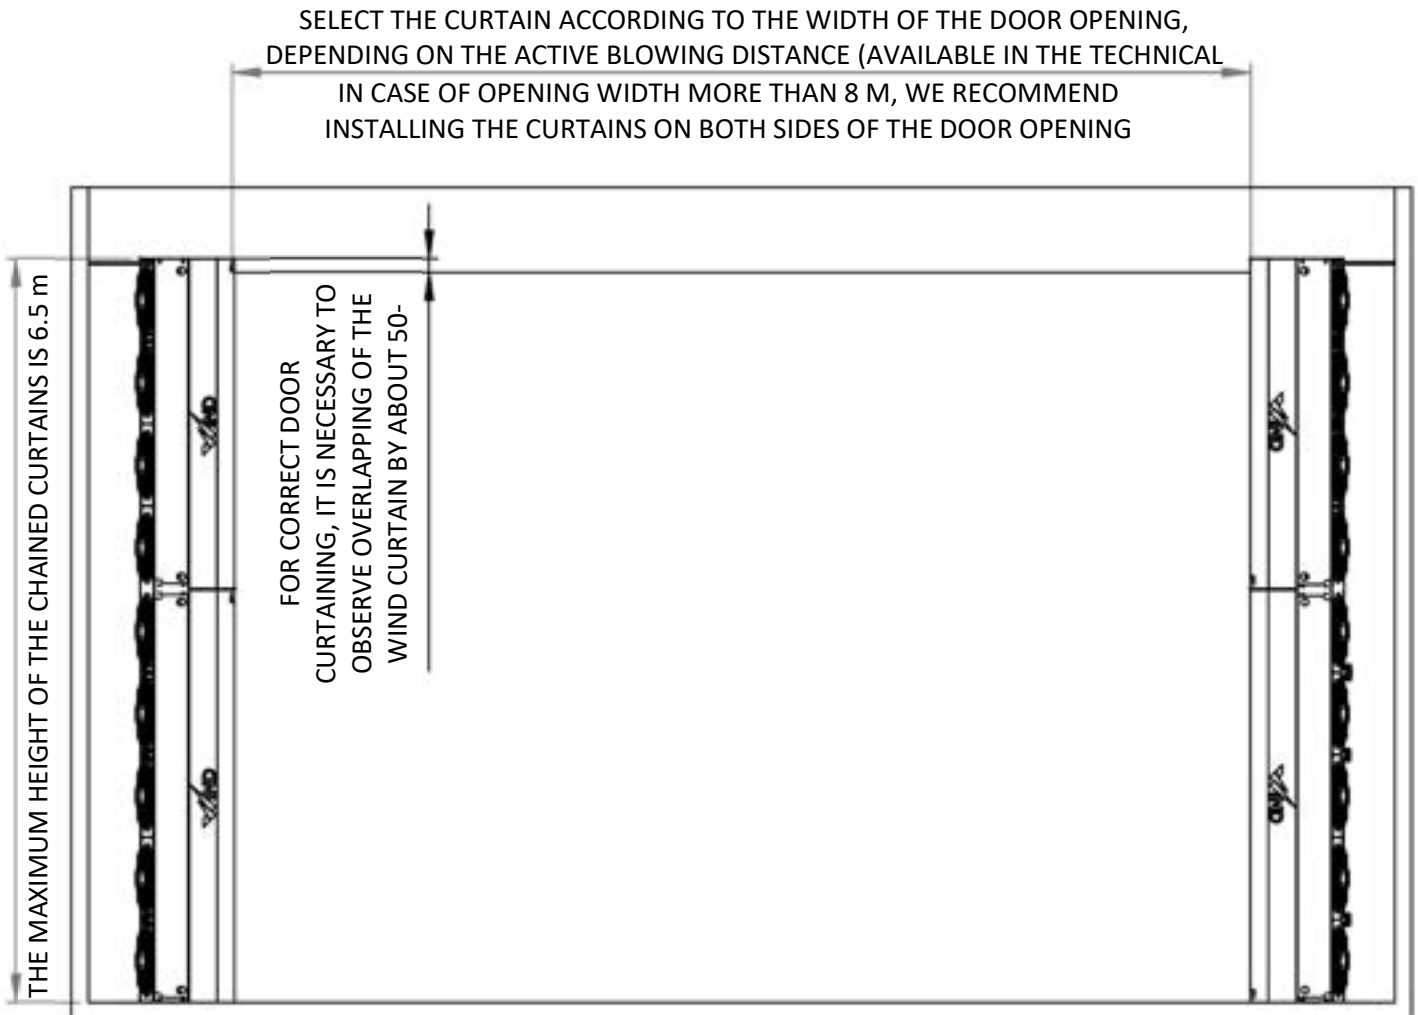 SELECT THE CURTAIN ACCORDING TO THE WIDTH OF THE DOOR OPENING,
DEPENDING ON THE ACTIVE BLOWING DISTANCE (AVAILABLE IN THE TECHNICAL
IN CASE OF OPENING WIDTH MORE THAN 8 M, WE RECOMMEND
INSTALLING THE CURTAINS ON BOTH SIDES OF THE DOOR OPENING
THE MAXIMUM HEIGHT OF THE CHAINED CURTAINS IS 6.5 m
FOR CORRECT DOOR
CURTAINING, IT IS NECESSARY TO
OBSERVE OVERLAPPING OF THE
WIND CURTAIN BY ABOUT 50-